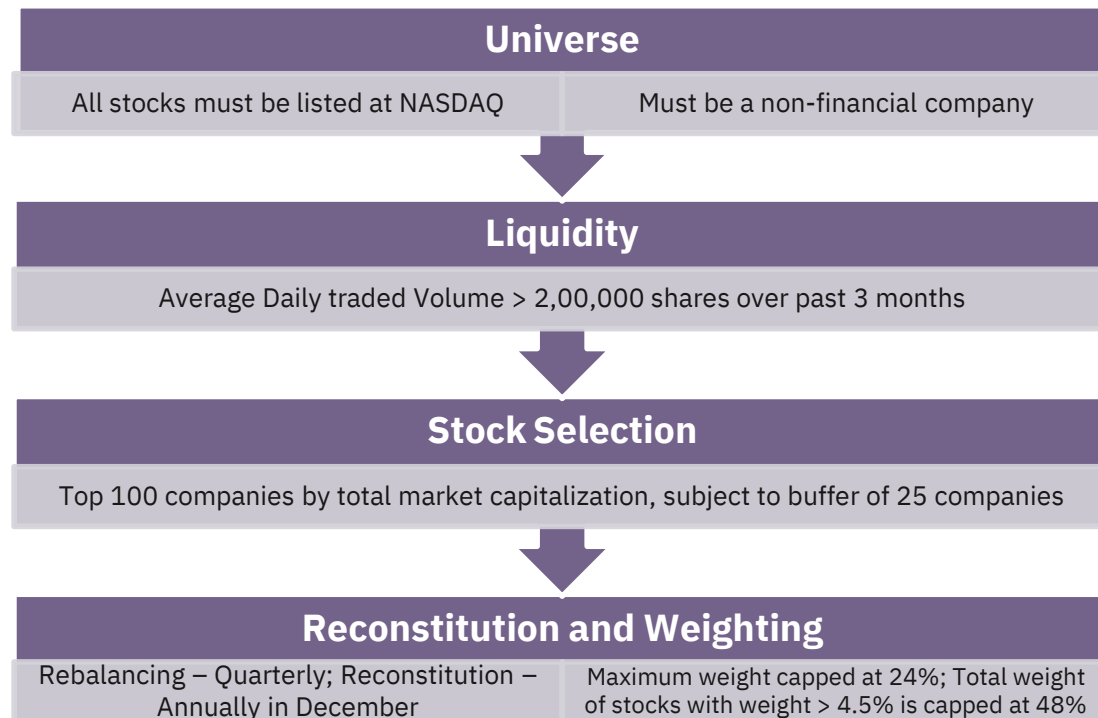 Universe
All stocks must be listed at NASDAQ
Must be a non-financial company
Liquidity
Average Daily traded Volume > 2,00,000 shares over past 3 months
Stock Selection
Top 100 companies by total market capitalization, subject to buffer of 25 companies
Reconstitution and Weighting
Rebalancing – Quarterly; Reconstitution –
Annually in December
Maximum weight capped at 24%; Total weight
of stocks with weight > 4.5% is capped at 48%